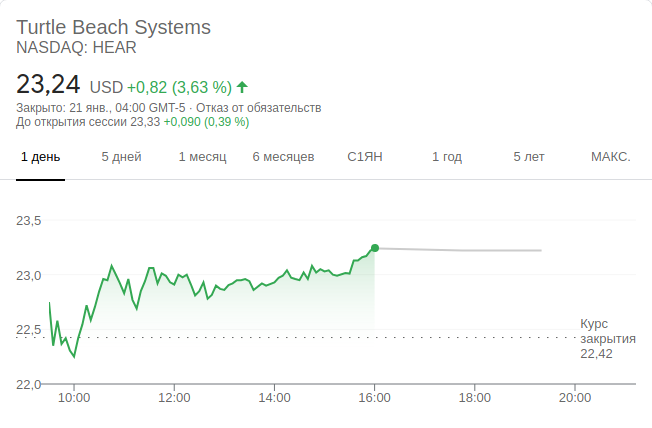 Turtle Beach Systems
NASDAQ: HEAR
23,24 USD +0,82 (3,63 %)
Закрыто: 21 янв., 04:00 GMT-5 · Отказ от обязательств
До открытия сессии 23,33 +0,090 (0,39 %)
1 день 5 дней 1 месяц 6 месяцев С1ЯН 1 год 5 лет МАКС.
23,5
23,0
22,5
Курс
закрытия
22,42
22,0
10:00 12:00 14:00 16:00 18:00 20:00